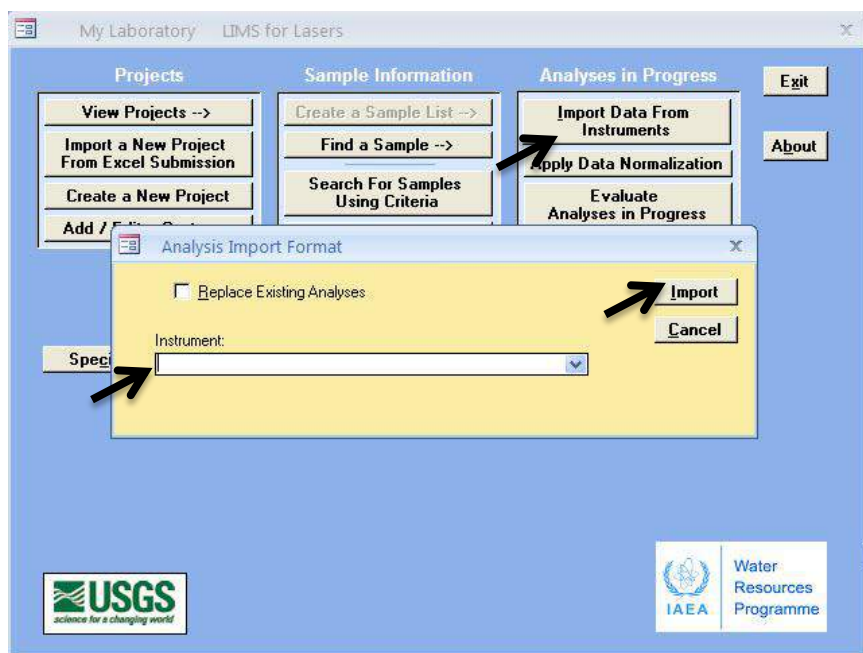 My Laboratory LIMS for Lasers
Projects
View Projects -->
Import a New Project
From Excel Submission
Create a New Project
Add /
Sample Information
Create a Sample List -->
Find a Sample -->
Search For Samples
Using Criteria
Analyses in Progress
Import Data From
Instruments
Apply Data Normalization
Evaluate
Analyses in Progress
Exit
About
Analysis Import Format
Replace Existing Analyses
Import
Cancel
Instrument:
Speci
USGS
science for a changing world
IAEA
Water
Resources
Programme